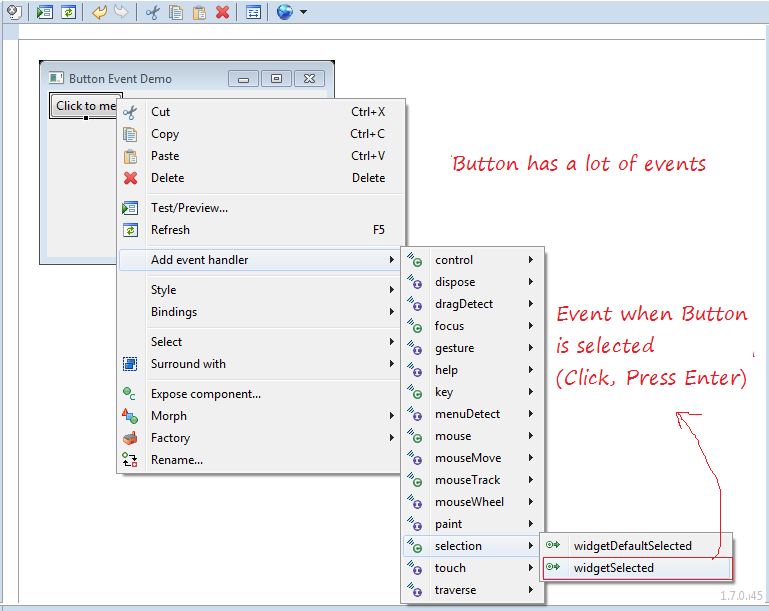 Button Event Demo
Click to me
Cut Ctrl+X
Copy Ctrl+C
Paste Ctrl+V
Delete Delete
Test/Preview...
Refresh F5
Add event handler
Style
Bindings
Select
Surround with
Expose component...
Morph
Factory
Rename...
control
dispose
dragDetect
focus
gesture
help
key
menuDetect
mouse
mouseMove
mouseTrack
mouseWheel
paint
selection
touch
traverse
widgetDefaultSelected
widgetSelected
Button has a lot of events
Event when Button
is selected
(Click, Press Enter)
1.7.0.i45